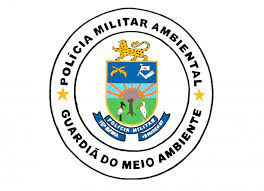 POLÍCIA MILITAR AMBIENTAL
POLÍCIA MILITAR
GUARDIÃ DO MEIO AMBIENTE